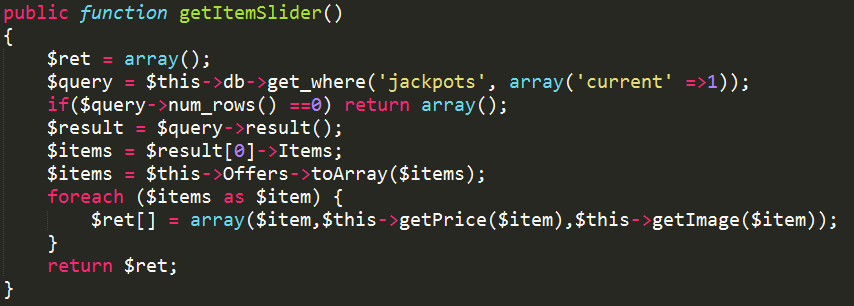 public function getItemSlider()
{
    $ret = array();
    $query = $this->db->get_where('jackpots', array('current' =>1));
    if($query->num_rows() ==0) return array();
    $result = $query->result();
    $items = $result[0]->Items;
    $items = $this->Offers->toArray($items);
    foreach ($items as $item) {
        $ret[] = array($item,$this->getPrice($item),$this->getImage($item));
    }
    return $ret;
}